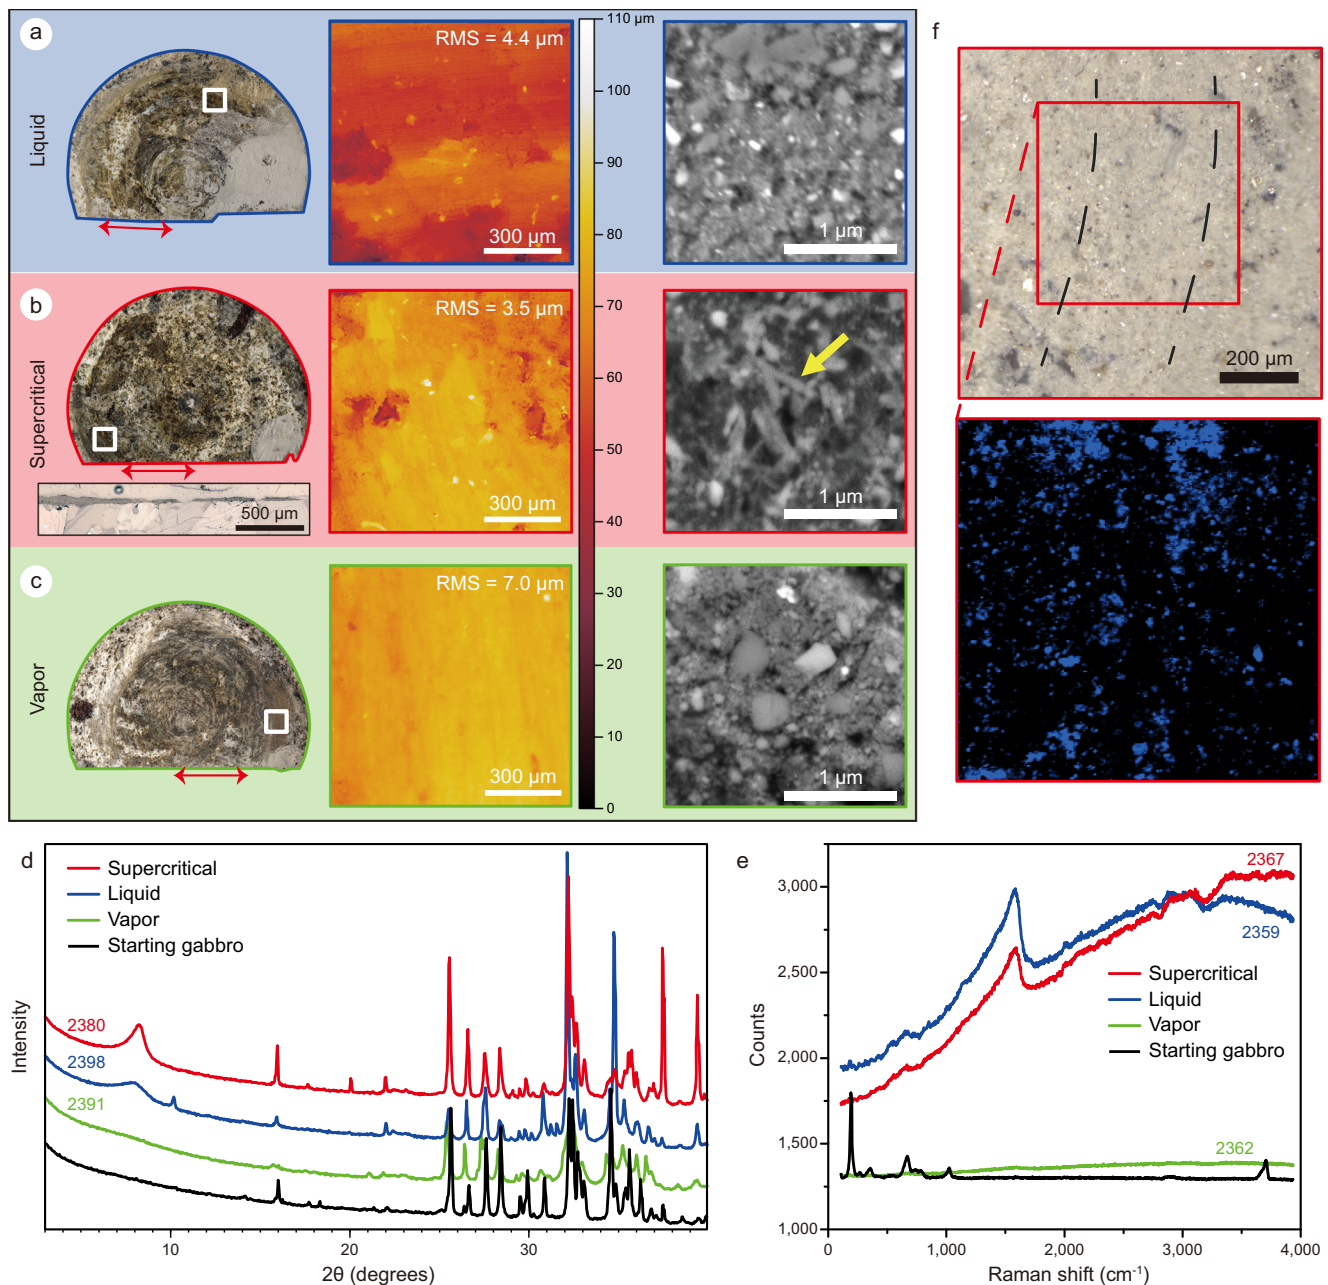 a
Liquid
RMS = 4.4 μm
300 μm
1 μm
110 μm
100
90
80
70
60
50
40
30
20
10
0
b
Supercritical
500 μm
RMS = 3.5 μm
300 μm
1 μm
c
Vapor
RMS = 7.0 μm
300 μm
1 μm
f
200 μm
d
Supercritical
Liquid
Vapor
Starting gabbro
2380
2398
2391
Intensity
10
20
30
2θ (degrees)
e
2367
2359
Supercritical
Liquid
Vapor
Starting gabbro
2362
Counts
3,000
2,500
2,000
1,500
1,000
0
1,000
2,000
3,000
4,000
Raman shift (cm⁻¹)